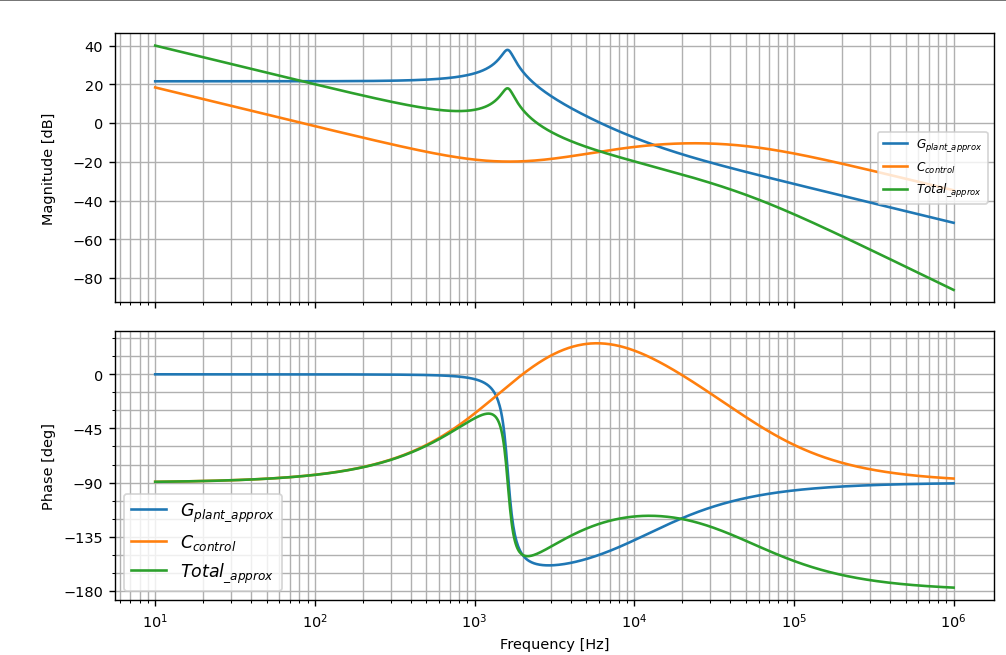 40
20
0
−20
−40
−60
−80
Magnitude [dB]
G_plant_approx
C_control
Total_approx
0
−45
−90
−135
−180
Phase [deg]
G_plant_approx
C_control
Total_approx
10^1 10^2 10^3 10^4 10^5 10^6
Frequency [Hz]